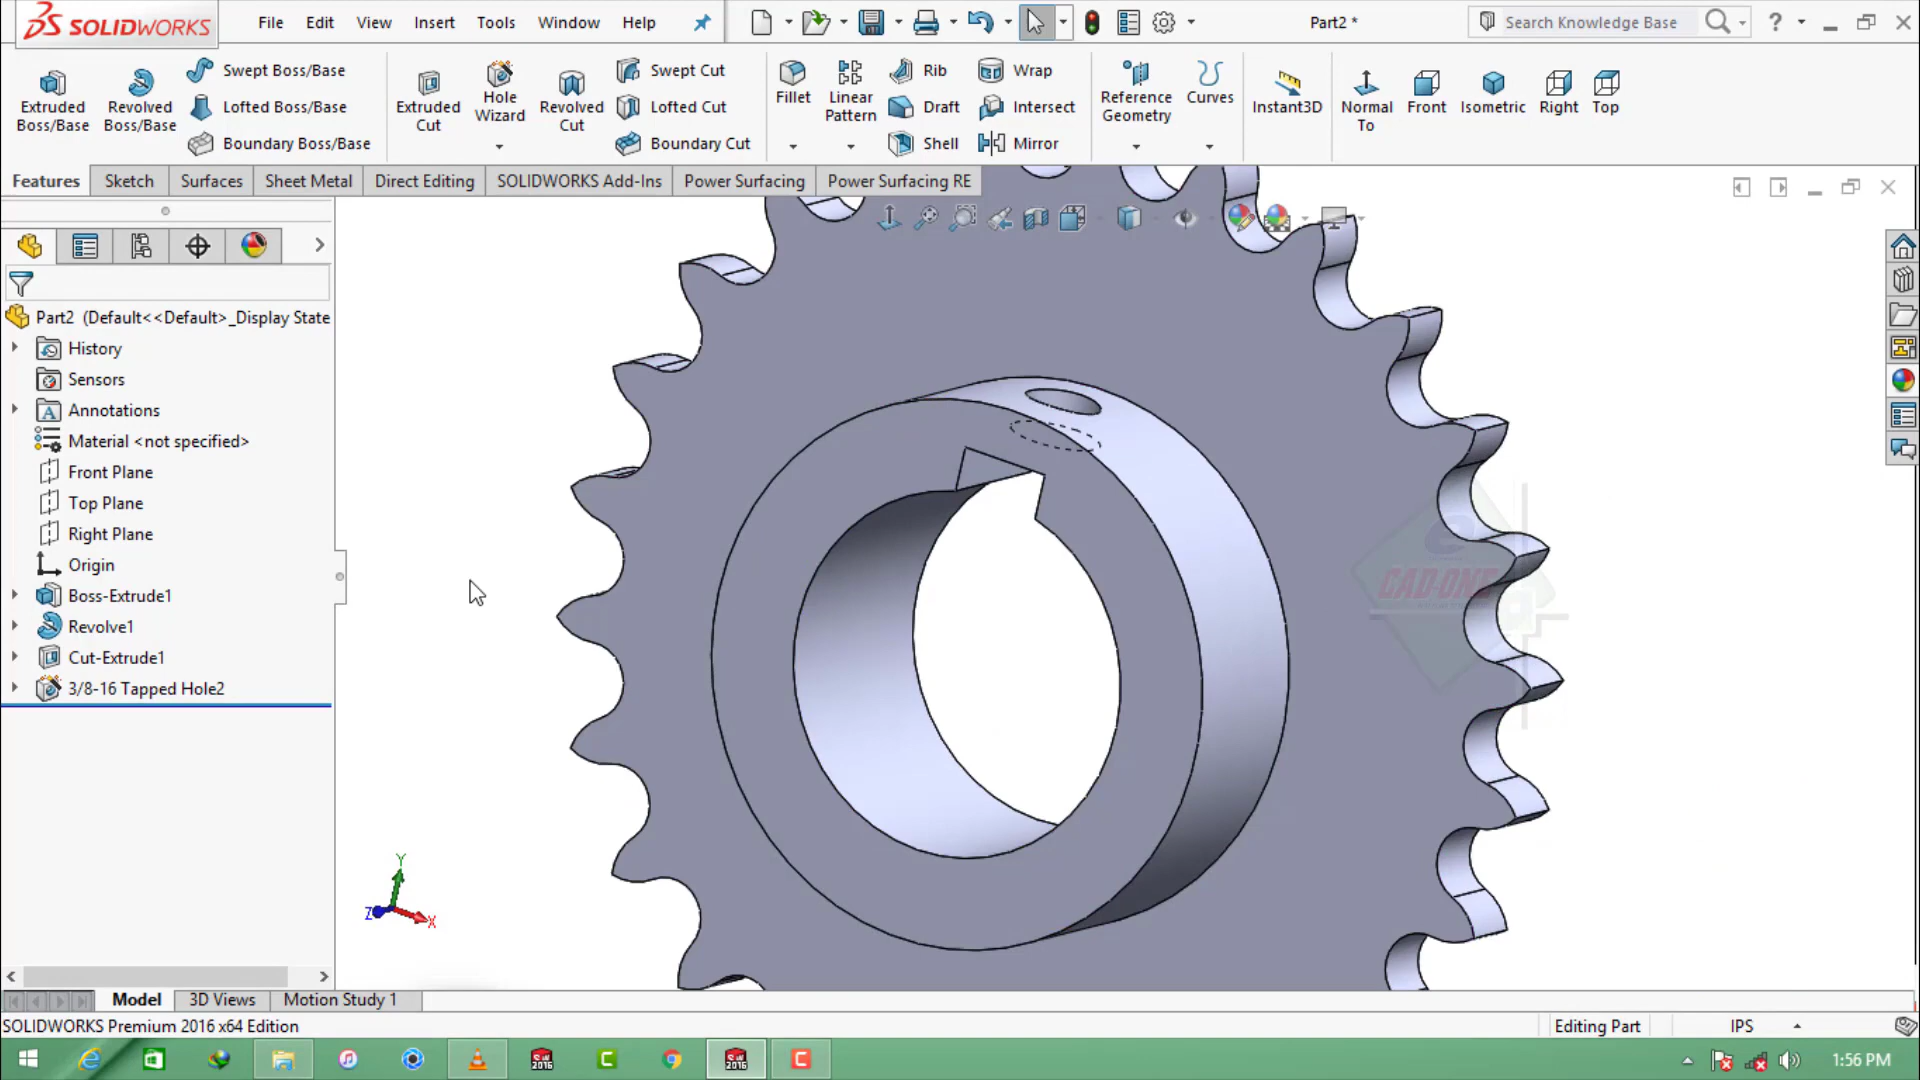 SOLIDWORKS File Edit View Insert Tools Window Help Part2 * Search Knowledge Base ?
Extruded Boss/Base
Revolved Boss/Base
Swept Boss/Base
Lofted Boss/Base
Boundary Boss/Base
Extruded Cut
Hole Wizard
Revolved Cut
Swept Cut
Lofted Cut
Boundary Cut
Fillet
Linear Pattern
Rib
Draft
Shell
Wrap
Intersect
Mirror
Reference Geometry
Curves
Instant3D
Normal To
Front
Isometric
Right
Top
Features Sketch Surfaces Sheet Metal Direct Editing SOLIDWORKS Add-Ins Power Surfacing Power Surfacing RE
Part2 (Default<<Default>_Display State
History
Sensors
Annotations
Material <not specified>
Front Plane
Top Plane
Right Plane
Origin
Boss-Extrude1
Revolve1
Cut-Extrude1
3/8-16 Tapped Hole2
CAD-ONE
Y
Z
X
Model 3D Views Motion Study 1
SOLIDWORKS Premium 2016 x64 Edition Editing Part IPS
1:56 PM